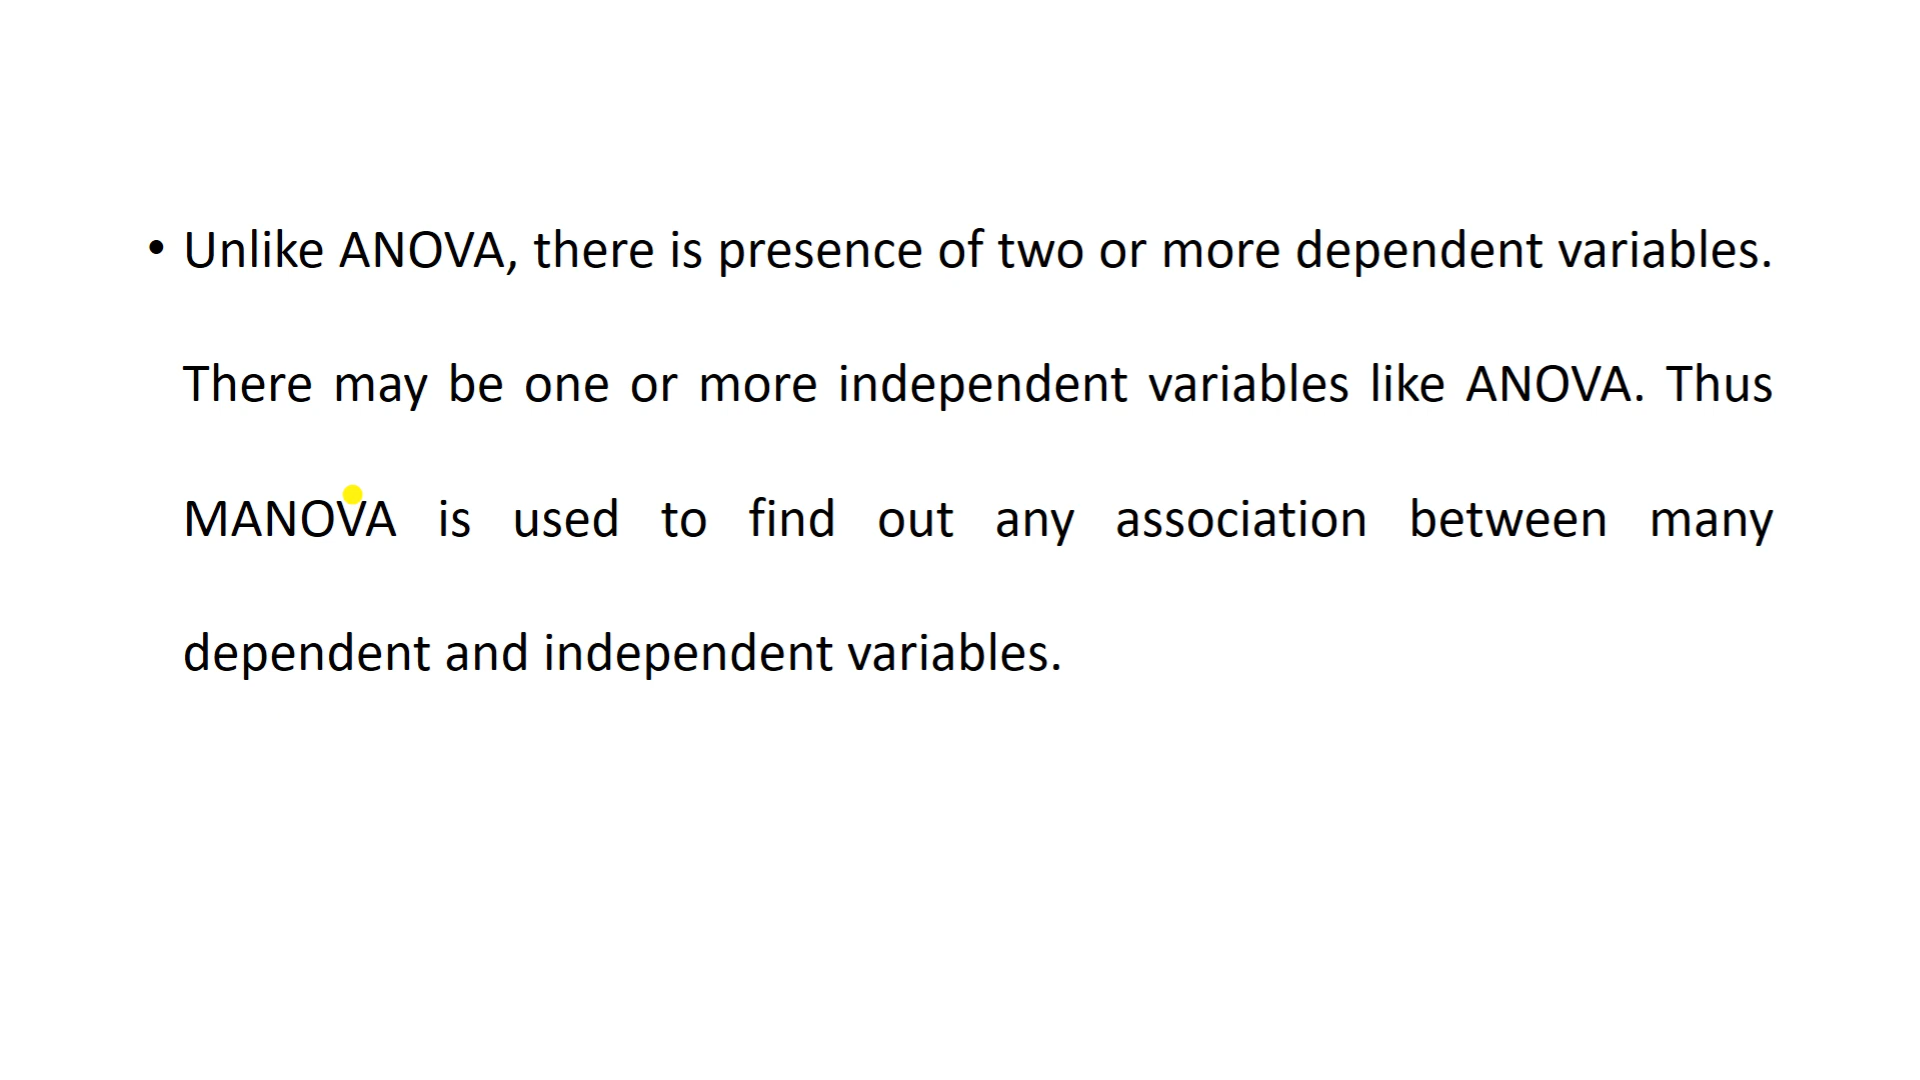 • Unlike ANOVA, there is presence of two or more dependent variables.
There may be one or more independent variables like ANOVA. Thus
MANOVA is used to find out any association between many
dependent and independent variables.